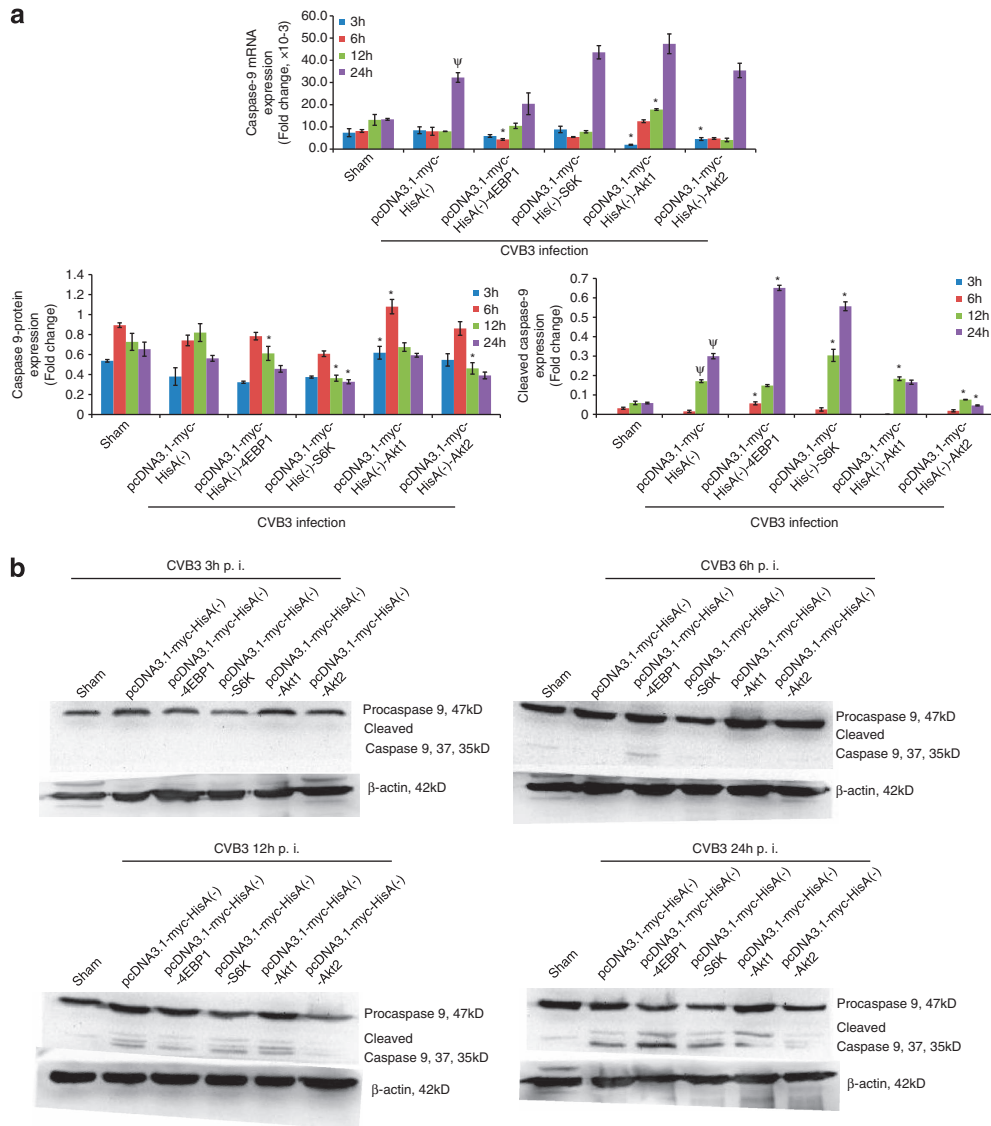 a
Caspase-9 mRNA
expression
(Fold change, ×10-3)
60.0
50.0
40.0
30.0
20.0
10.0
0.0
3h
6h
12h
24h
ψ
*
*
*
*
Sham
pcDNA3.1-myc-
HisA(-)
pcDNA3.1-myc-
HisA(-)-4EBP1
pcDNA3.1-myc-
His(-)-S6K
pcDNA3.1-myc-
HisA(-)-Akt1
pcDNA3.1-myc-
HisA(-)-Akt2
CVB3 infection
Caspase 9-protein
expression
(Fold change)
1.4
1.2
1
0.8
0.6
0.4
0.2
0
3h
6h
12h
24h
*
*
*
*
*
*
Sham
pcDNA3.1-myc-
HisA(-)
pcDNA3.1-myc-
HisA(-)-4EBP1
pcDNA3.1-myc-
His(-)-S6K
pcDNA3.1-myc-
HisA(-)-Akt1
pcDNA3.1-myc-
HisA(-)-Akt2
CVB3 infection
Cleaved caspase-9
expression
(Fold change)
0.7
0.6
0.5
0.4
0.3
0.2
0.1
0
3h
6h
12h
24h
ψ
ψ
*
*
*
*
*
*
*
Sham
pcDNA3.1-myc-
HisA(-)
pcDNA3.1-myc-
HisA(-)-4EBP1
pcDNA3.1-myc-
His(-)-S6K
pcDNA3.1-myc-
HisA(-)-Akt1
pcDNA3.1-myc-
HisA(-)-Akt2
CVB3 infection
b
CVB3 3h p. i.
Sham
pcDNA3.1-myc-HisA(-)
pcDNA3.1-myc-HisA(-)
-4EBP1
pcDNA3.1-myc-HisA(-)
-S6K
pcDNA3.1-myc-HisA(-)
-Akt1
pcDNA3.1-myc-HisA(-)
-Akt2
Procaspase 9, 47kD
Cleaved
Caspase 9, 37, 35kD
β-actin, 42kD
CVB3 6h p. i.
Sham
pcDNA3.1-myc-HisA(-)
pcDNA3.1-myc-HisA(-)
-4EBP1
pcDNA3.1-myc-HisA(-)
-S6K
pcDNA3.1-myc-HisA(-)
-Akt1
pcDNA3.1-myc-HisA(-)
-Akt2
Procaspase 9, 47kD
Cleaved
Caspase 9, 37, 35kD
β-actin, 42kD
CVB3 12h p. i.
Sham
pcDNA3.1-myc-HisA(-)
pcDNA3.1-myc-HisA(-)
-4EBP1
pcDNA3.1-myc-HisA(-)
-S6K
pcDNA3.1-myc-HisA(-)
-Akt1
pcDNA3.1-myc-HisA(-)
-Akt2
Procaspase 9, 47kD
Cleaved
Caspase 9, 37, 35kD
β-actin, 42kD
CVB3 24h p. i.
Sham
pcDNA3.1-myc-HisA(-)
pcDNA3.1-myc-HisA(-)
-4EBP1
pcDNA3.1-myc-HisA(-)
-S6K
pcDNA3.1-myc-HisA(-)
-Akt1
pcDNA3.1-myc-HisA(-)
-Akt2
Procaspase 9, 47kD
Cleaved
Caspase 9, 37, 35kD
β-actin, 42kD